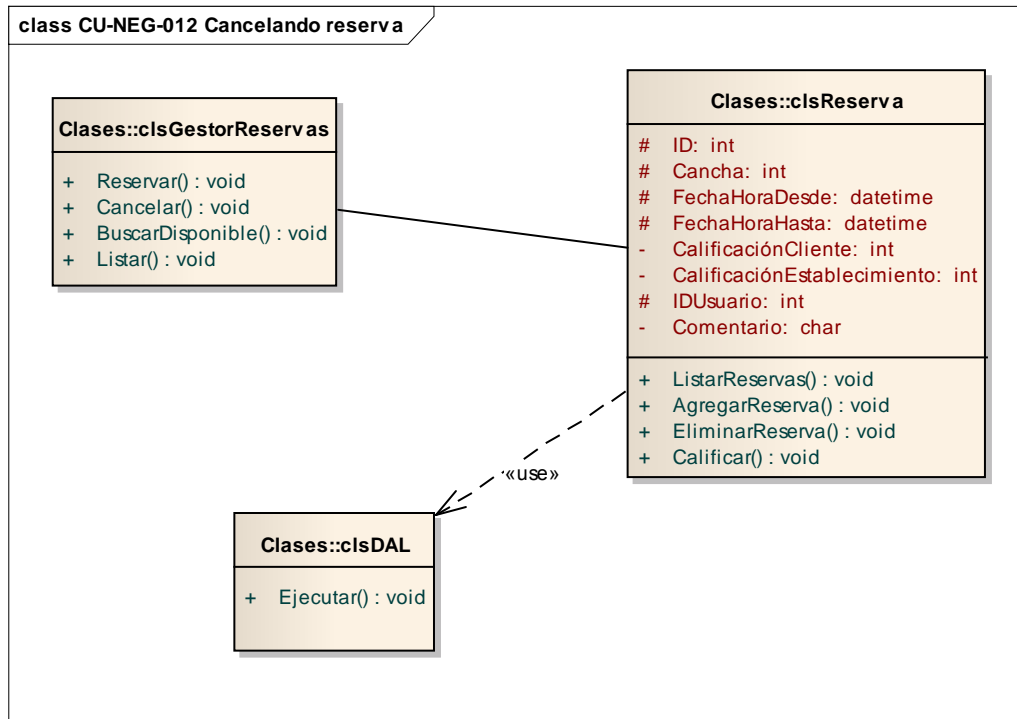 class CU-NEG-012 Cancelando reserva
Clases::clsGestorReservas
+ Reservar() : void
+ Cancelar() : void
+ BuscarDisponible() : void
+ Listar() : void
Clases::clsReserva
# ID: int
# Cancha: int
# FechaHoraDesde: datetime
# FechaHoraHasta: datetime
- CalificaciónCliente: int
- CalificaciónEstablecimiento: int
# IDUsuario: int
- Comentario: char
+ ListarReservas() : void
+ AgregarReserva() : void
+ EliminarReserva() : void
+ Calificar() : void
«use»
Clases::clsDAL
+ Ejecutar() : void